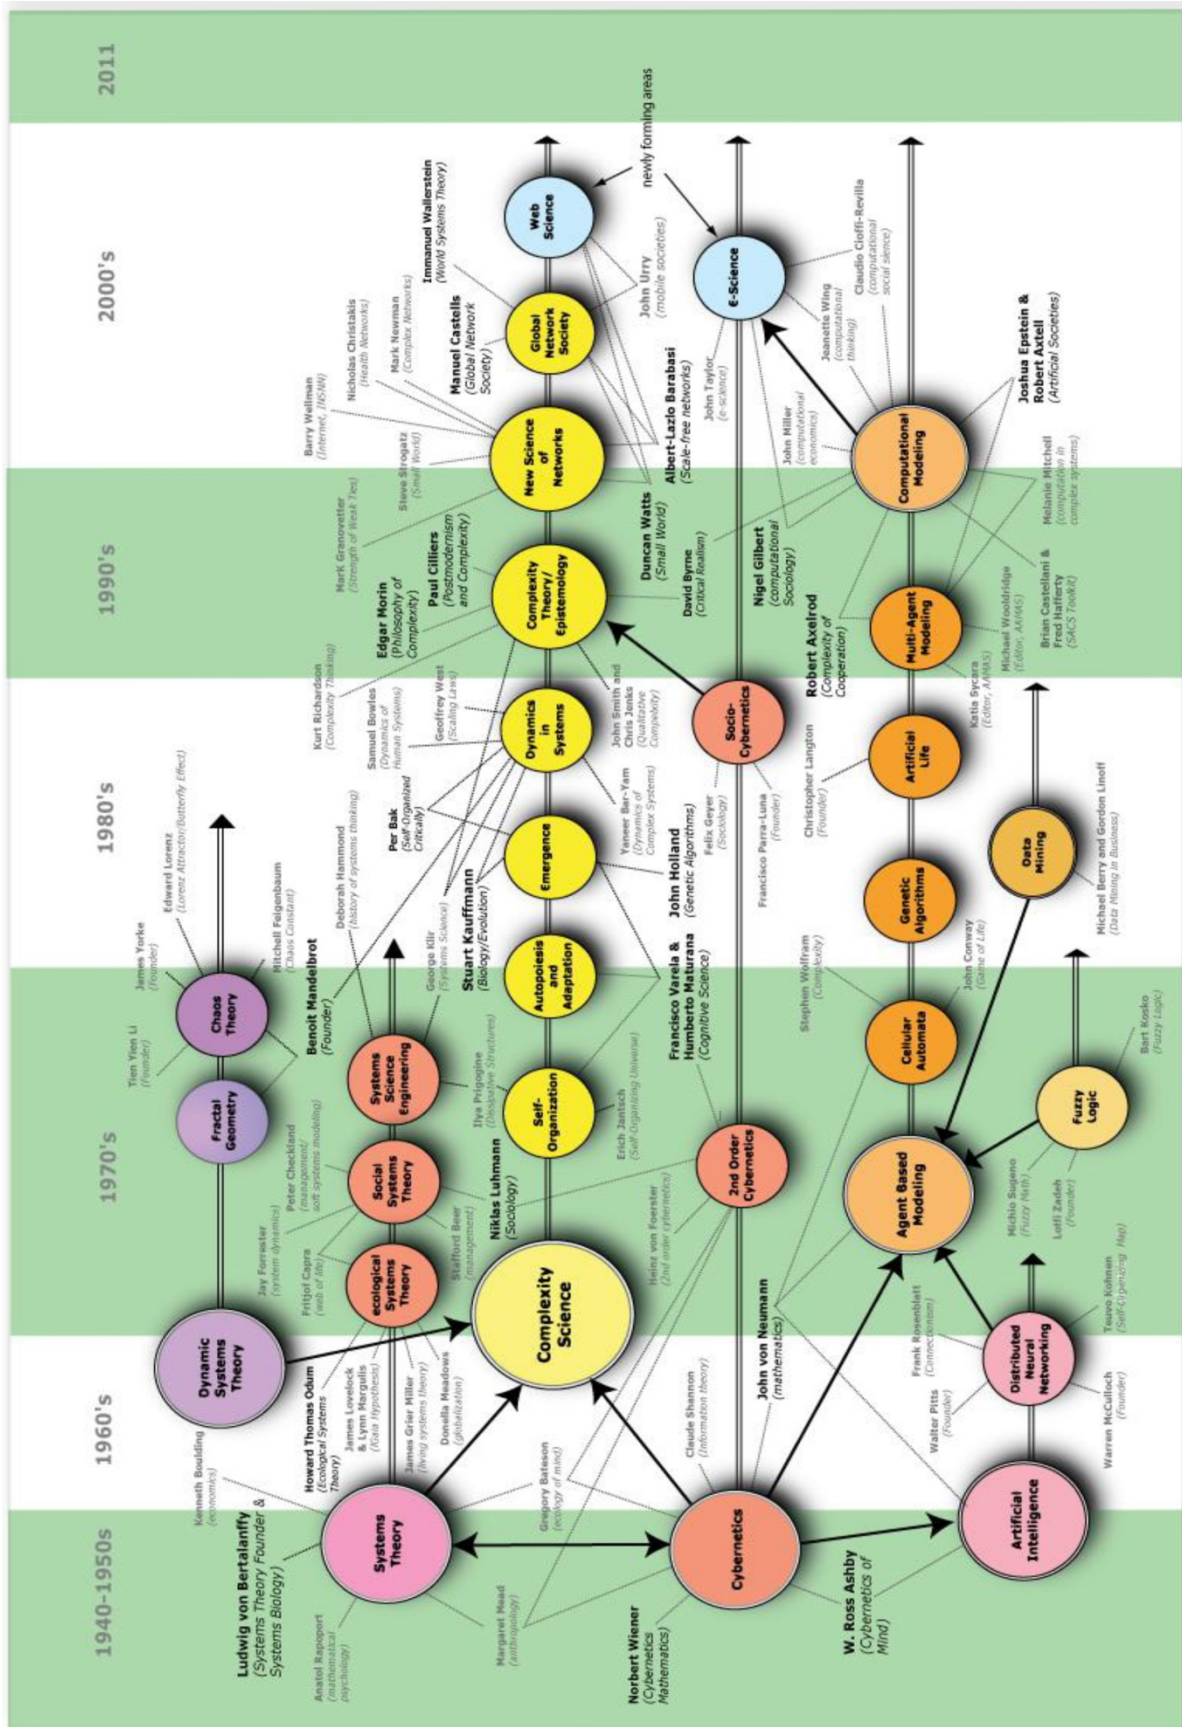 1940-1950s
1960's
1970's
1980's
1990's
2000's
2011
Kenneth Boulding
(economics)
Ludwig von Bertalanffy
(Systems Theory Founder &
Systems Biology)
Anatol Rapoport
(mathematical
psychology)
Dynamic
Systems
Theory
Fractal
Geometry
Chaos
Theory
Tien Yien Li
(founder)
James Yorke
(Founder)
Edward Lorenz
(Lorenz Attractor/Butterfly Effect)
Mitchell Feigenbaum
(Chaos Constant)
Benoit Mandelbrot
(Founder)
Systems
Theory
Howard Thomas Odum
(Ecological Systems
Theory)
James Lovelock
& Lynn Margulis
(Gaia Hypothesis)
James Grier Miller
(living systems theory)
Donella Meadows
(globalization)
Jay Forrester
(system dynamics)
Fritjof Capra
(web of life)
Peter Checkland
(management/
soft systems modeling)
Stafford Beer
(management)
ecological
Systems
Theory
Social
Systems
Theory
Systems
Science
Engineering
Deborah Hammond
(history of systems thinking)
George Klir
(Systems Science)
Niklas Luhmann
(Sociology)
Complexity
Science
Self-
Organization
Autopoiesis
and
Adaptation
Emergence
Dynamics
in
Systems
Complexity
Theory/
Epistemology
New Science
of
Networks
Global
Network
Society
Web
Science
Ilya Prigogine
(Dissipative Structures)
Erich Jantsch
(Self-Organizing Universe)
Stuart Kauffmann
(Biology/Evolution)
Per Bak
(Self-Organized
Critically)
Kurt Richardson
(Complexity Thinking)
Samuel Bowles
(Dynamics of
Human Systems)
Geoffrey West
(Scaling Laws)
Edgar Morin
(Philosophy of
Complexity)
Paul Cilliers
(Postmodernism
and Complexity)
Mark Granovetter
(Strength of Weak Ties)
Steve Strogatz
(Small World)
Barry Wellman
(Internet, INSNN)
Nicholas Christakis
(Health Networks)
Mark Newman
(Complex Networks)
Manuel Castells
(Global Network
Society)
Immanuel Wallerstein
(World Systems Theory)
Francisco Varela &
Humberto Maturana
(Cognitive Science)
John Holland
(Genetic Algorithms)
Yaneer Bar-Yam
(Dynamics of
Complex Systems)
John Smith and
Chris Jenks
(Qualitative
Compelxity)
Duncan Watts
(Small World)
Albert-Lazlo Barabasi
(Scale-free networks)
John Urry
(mobile societies)
newly forming areas
David Byrne
(Critical Realism)
Margaret Mead
(anthropology)
Gregory Bateson
(ecology of mind)
Norbert Wiener
(Cybernetics
Mathematics)
Cybernetics
Claude Shannon
(Information theory)
Heinz von Foerster
(2nd order cybernetics)
2nd Order
Cybernetics
Felix Geyer
(Sociology)
Socio-
Cybernetics
Francisco Parra-Luna
(Founder)
John Taylor
(e-science)
E-Science
Nigel Gilbert
(computational
Sociology)
John Miller
(computational
economics)
Jeanette Wing
(computational
thinking)
Claudio Cioffi-Revilla
(computational
social sience)
John von Neumann
(mathematics)
W. Ross Ashby
(Cybernetics of
Mind)
Agent Based
Modeling
Cellular
Automata
Genetic
Algorithms
Artificial
Life
Multi-Agent
Modeling
Computational
Modeling
Stephen Wolfram
(Complexity)
John Conway
(Game of Life)
Christopher Langton
(Founder)
Robert Axelrod
(Complexity of
Cooperation)
Katia Sycara
(Editor, AAMAS)
Michael Wooldridge
(Editor, AAMAS)
Brian Castellani &
Fred Hafferty
(SACS Toolkit)
Melanie Mitchell
(computation in
complex systems)
Joshua Epstein &
Robert Axtell
(Artificial Societies)
Artificial
Intelligence
Walter Pitts
(Founder)
Frank Rosenblatt
(Connectionism)
Distributed
Neural
Networking
Warren McCulloch
(Founder)
Teuvo Kohnen
(Self-Organizing Map)
Michio Sugeno
(Fuzzy Math)
Lotfi Zadeh
(Founder)
Fuzzy
Logic
Bart Kosko
(Fuzzy Logic)
Data
Mining
Michael Berry and Gordon Linoff
(Data Mining in Business)